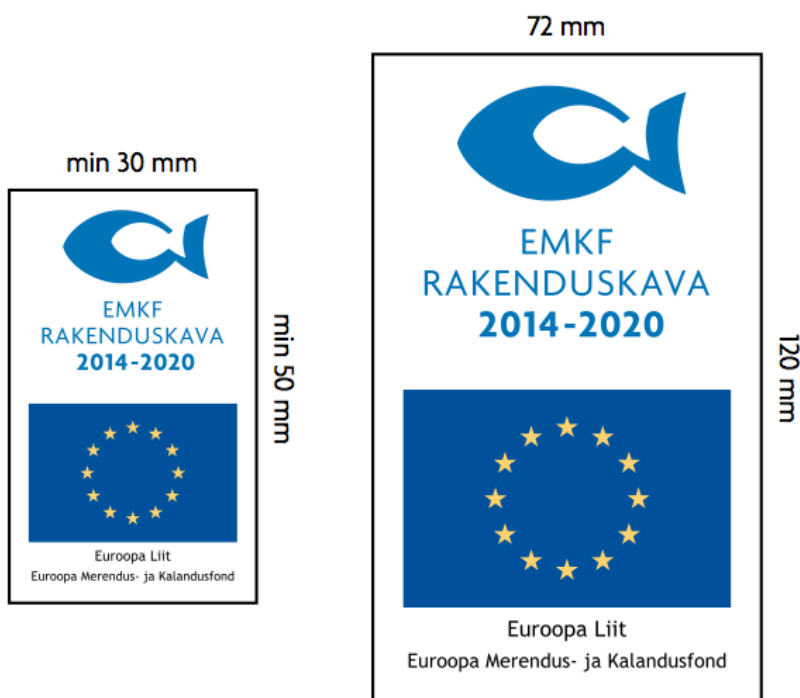 min 30 mm
EMKF
RAKENDUSKAVA
2014-2020
Euroopa Liit
Euroopa Merendus- ja Kalandusfond
min 50 mm
72 mm
EMKF
RAKENDUSKAVA
2014-2020
Euroopa Liit
Euroopa Merendus- ja Kalandusfond
120 mm